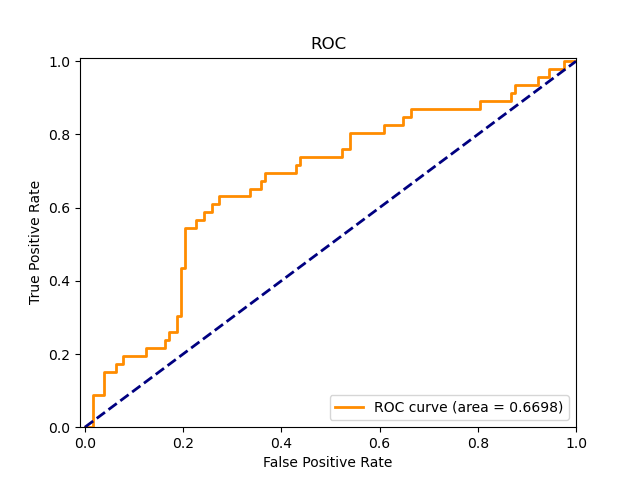 ROC
True Positive Rate
1.0
0.8
0.6
0.4
0.2
0.0
ROC curve (area = 0.6698)
0.0 0.2 0.4 0.6 0.8 1.0
False Positive Rate